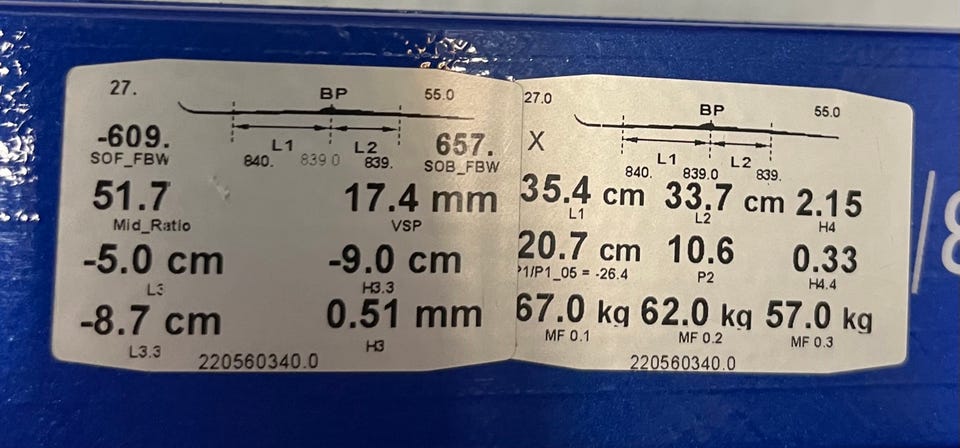 27.
BP
55.0
-609.
SOF_FBW
L1
L2
657.
SOB_FBW
840.
839.0
839.
51.7
Mid_Ratio
17.4 mm
VSP
-5.0 cm
L3
-9.0 cm
H3.3
-8.7 cm
L3.3
0.51 mm
H3
220560340.0
27.0
BP
55.0
X
L1
L2
840.
839.0
839.
35.4 cm
L1
33.7 cm
L2
2.15
H4
20.7 cm
P1/P1_05 = -26.4
10.6
P2
0.33
H4.4
67.0 kg
MF 0.1
62.0 kg
MF 0.2
57.0 kg
MF 0.3
220560340.0